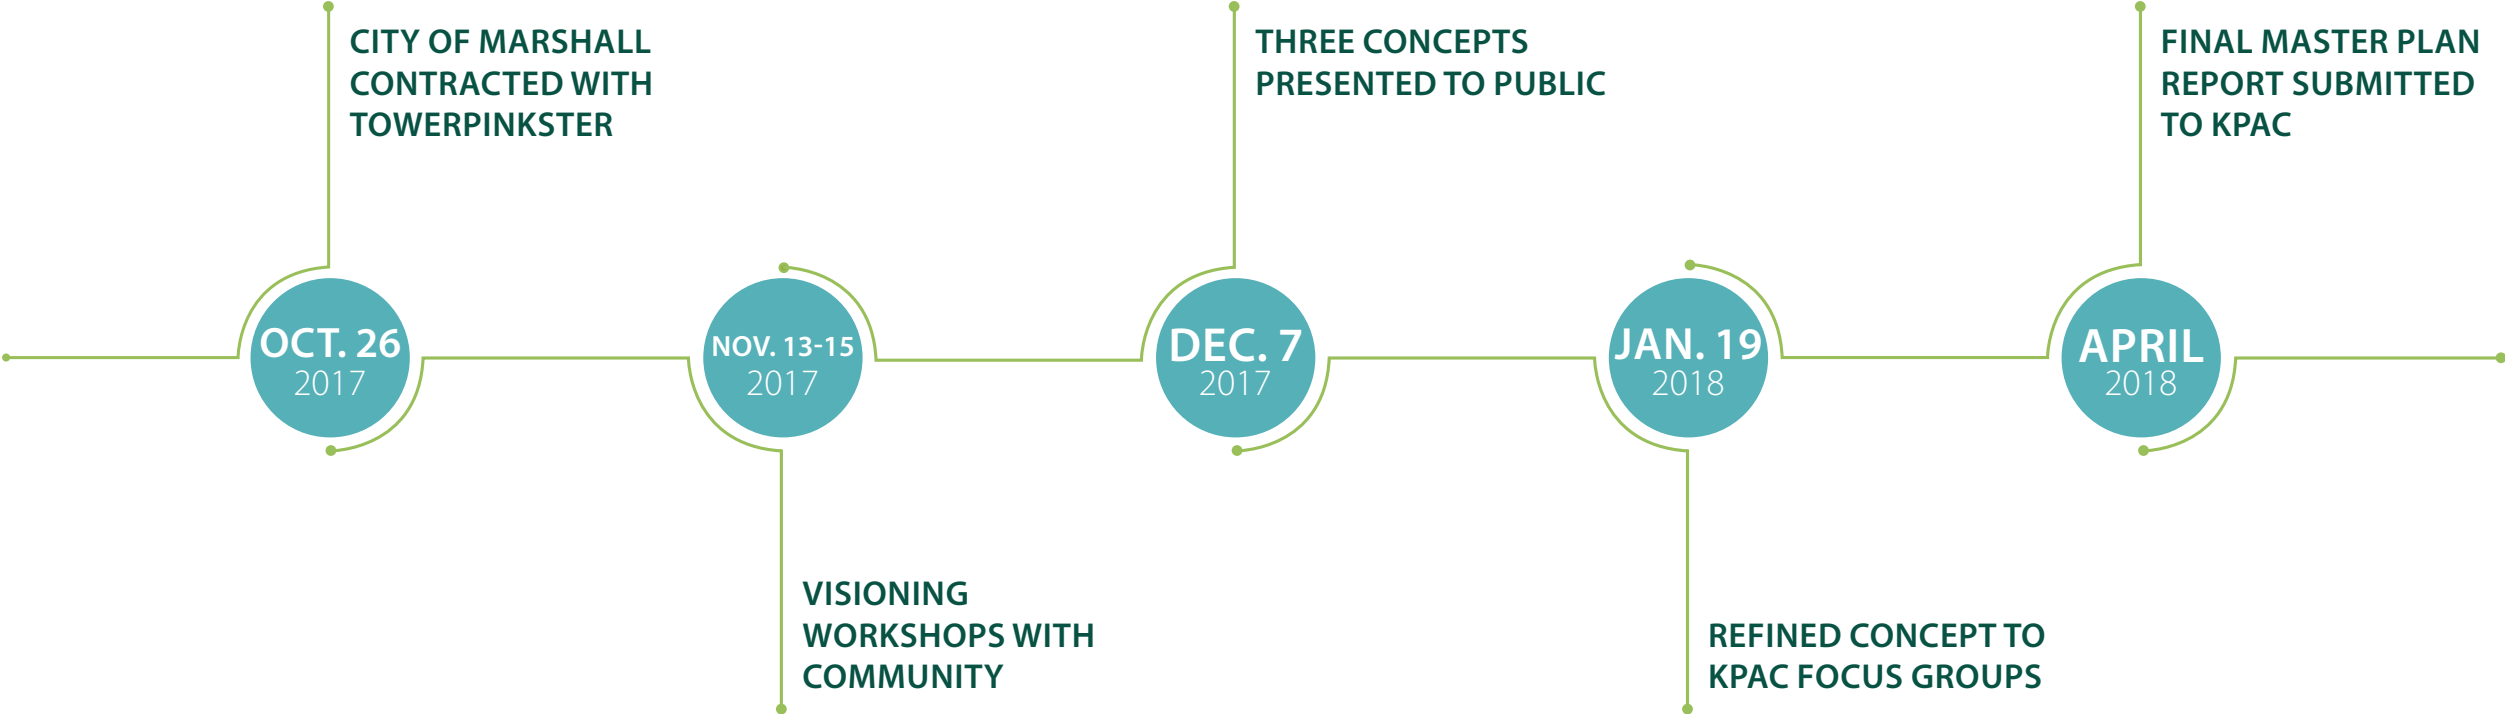 CITY OF MARSHALL
CONTRACTED WITH
TOWERPINKSTER
OCT. 26
2017
NOV. 13-15
2017
VISIONING
WORKSHOPS WITH
COMMUNITY
THREE CONCEPTS
PRESENTED TO PUBLIC
DEC. 7
2017
JAN. 19
2018
REFINED CONCEPT TO
KPAC FOCUS GROUPS
FINAL MASTER PLAN
REPORT SUBMITTED
TO KPAC
APRIL
2018